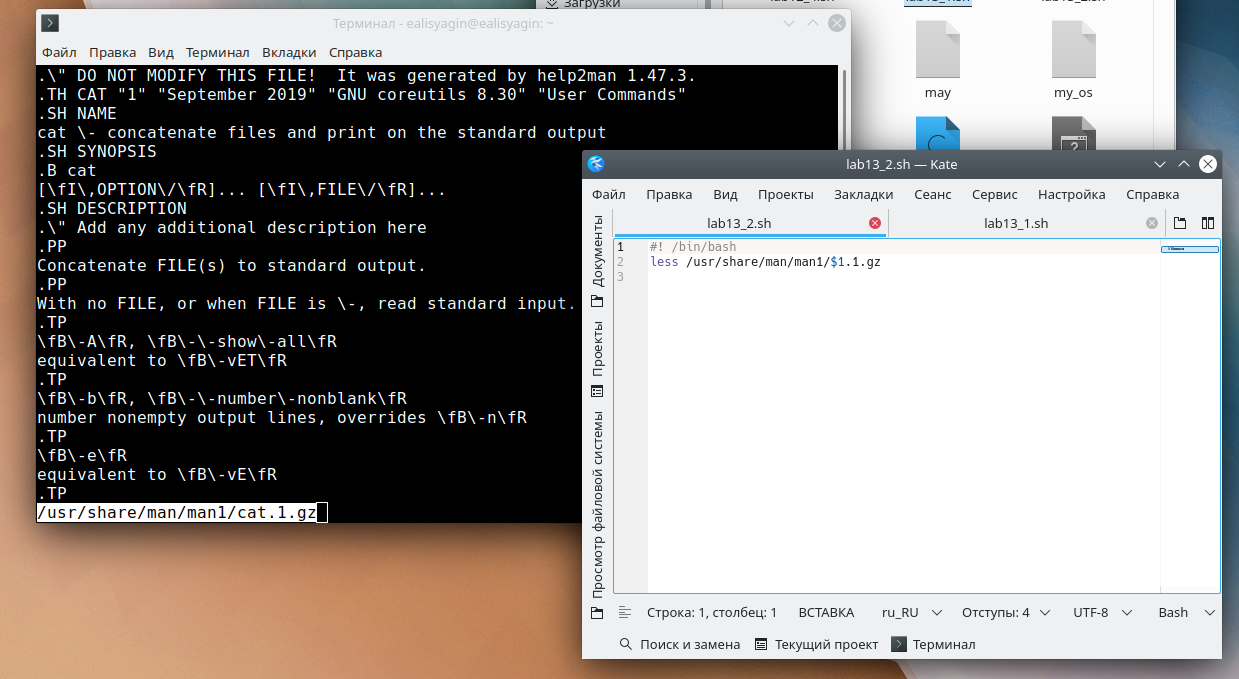 Загрузки
Терминал - ealisyagin@ealisyagin: ~
Файл Правка Вид Терминал Вкладки Справка
.\" DO NOT MODIFY THIS FILE!  It was generated by help2man 1.47.3.
.TH CAT "1" "September 2019" "GNU coreutils 8.30" "User Commands"
.SH NAME
cat \- concatenate files and print on the standard output
.SH SYNOPSIS
.B cat
[\fI\,OPTION\/\fR]... [\fI\,FILE\/\fR]...
.SH DESCRIPTION
.\" Add any additional description here
.PP
Concatenate FILE(s) to standard output.
.PP
With no FILE, or when FILE is \-, read standard input.
.TP
\fB\-A\fR, \fB\-\-show\-all\fR
equivalent to \fB\-vET\fR
.TP
\fB\-b\fR, \fB\-\-number\-nonblank\fR
number nonempty output lines, overrides \fB\-n\fR
.TP
\fB\-e\fR
equivalent to \fB\-vE\fR
.TP
/usr/share/man/man1/cat.1.gz
may my_os
lab13_2.sh — Kate
Файл Правка Вид Проекты Закладки Сеанс Сервис Настройка Справка
lab13_2.sh lab13_1.sh
Документы
Проекты
Просмотр файловой системы
1 #! /bin/bash
2 less /usr/share/man/man1/$1.1.gz
3
Строка: 1, столбец: 1 ВСТАВКА ru_RU Отступы: 4 UTF-8 Bash
Поиск и замена Текущий проект Терминал